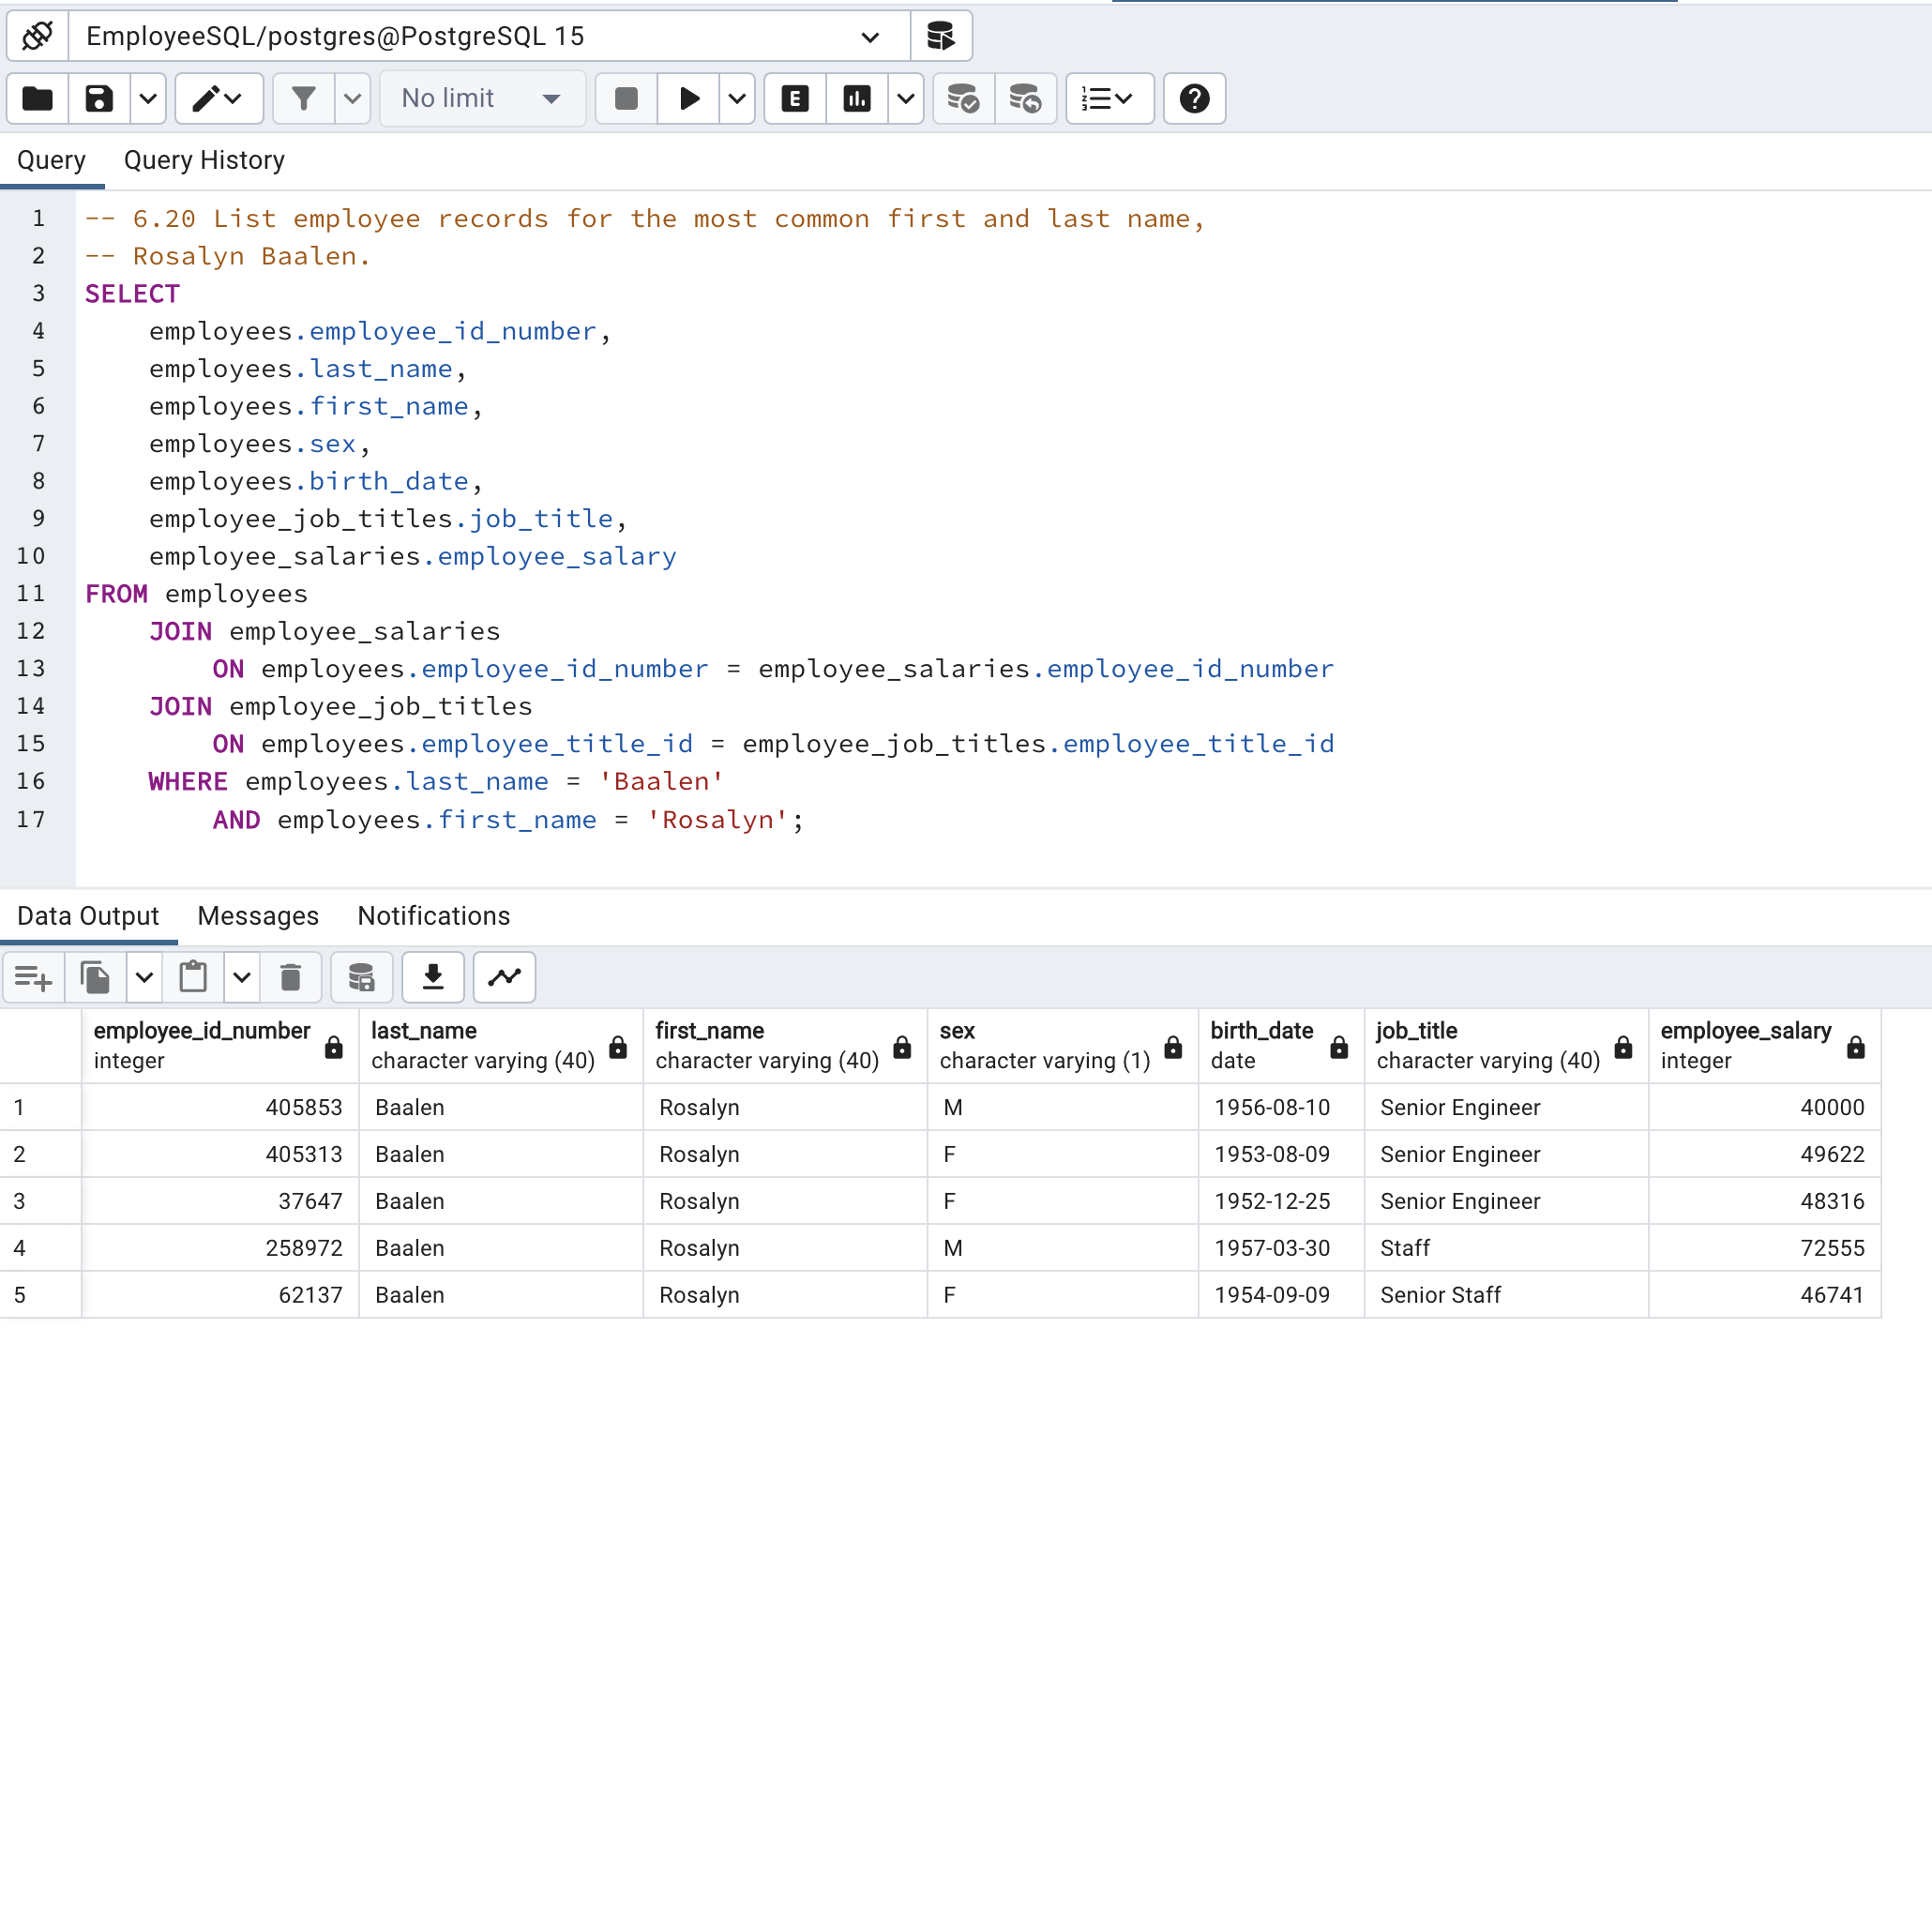 EmployeeSQL/postgres@PostgreSQL 15
No limit
E
Query Query History
1 -- 6.20 List employee records for the most common first and last name,
2 -- Rosalyn Baalen.
3 SELECT
4 employees.employee_id_number,
5 employees.last_name,
6 employees.first_name,
7 employees.sex,
8 employees.birth_date,
9 employee_job_titles.job_title,
10 employee_salaries.employee_salary
11 FROM employees
12 JOIN employee_salaries
13 ON employees.employee_id_number = employee_salaries.employee_id_number
14 JOIN employee_job_titles
15 ON employees.employee_title_id = employee_job_titles.employee_title_id
16 WHERE employees.last_name = 'Baalen'
17 AND employees.first_name = 'Rosalyn';
Data Output Messages Notifications
employee_id_number last_name first_name sex birth_date job_title employee_salary
integer character varying (40) character varying (40) character varying (1) date character varying (40) integer
1 405853 Baalen Rosalyn M 1956-08-10 Senior Engineer 40000
2 405313 Baalen Rosalyn F 1953-08-09 Senior Engineer 49622
3 37647 Baalen Rosalyn F 1952-12-25 Senior Engineer 48316
4 258972 Baalen Rosalyn M 1957-03-30 Staff 72555
5 62137 Baalen Rosalyn F 1954-09-09 Senior Staff 46741